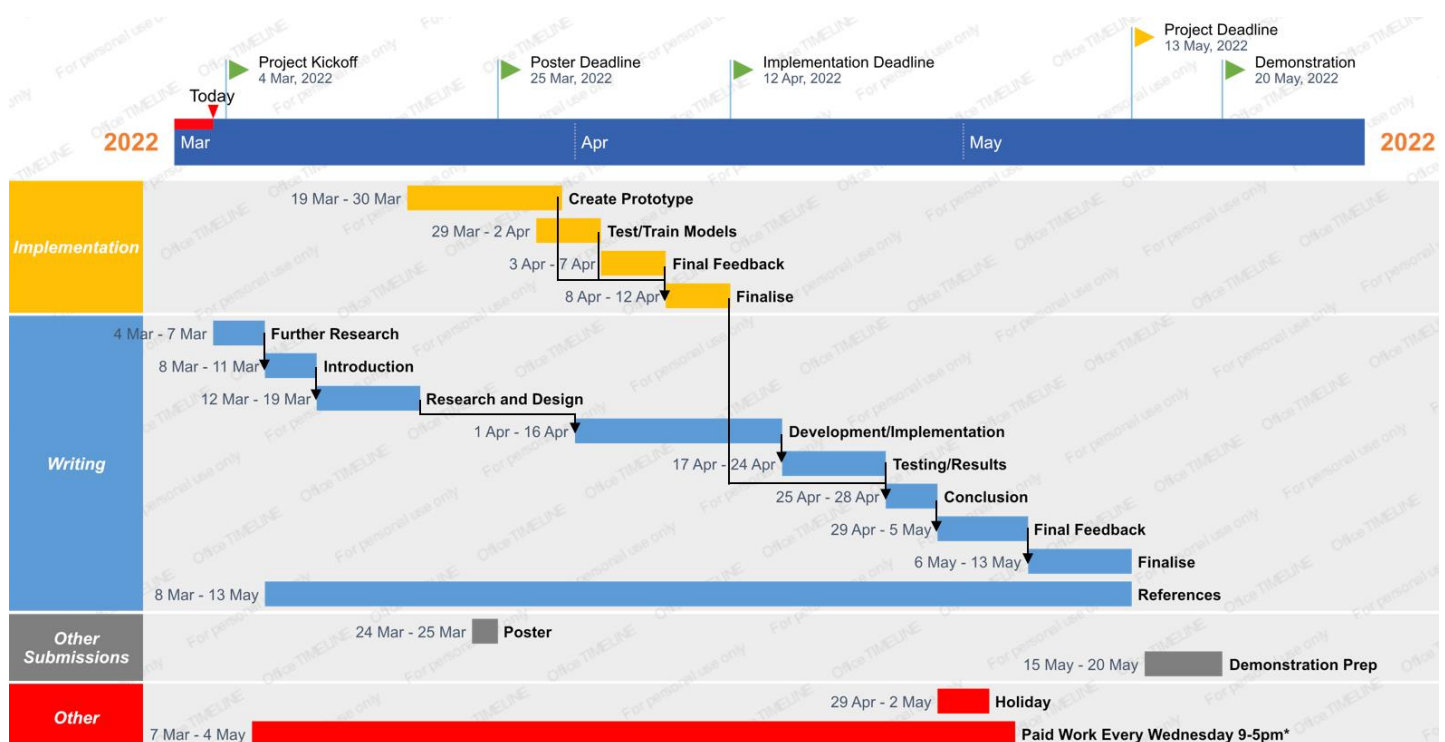 Project Kickoff
4 Mar, 2022
Poster Deadline
25 Mar, 2022
Implementation Deadline
12 Apr, 2022
Project Deadline
13 May, 2022
Demonstration
20 May, 2022
Today
2022
Mar
Apr
May
2022
Implementation
19 Mar - 30 Mar
Create Prototype
29 Mar - 2 Apr
Test/Train Models
3 Apr - 7 Apr
Final Feedback
8 Apr - 12 Apr
Finalise
Writing
4 Mar - 7 Mar
Further Research
8 Mar - 11 Mar
Introduction
12 Mar - 19 Mar
Research and Design
1 Apr - 16 Apr
Development/Implementation
17 Apr - 24 Apr
Testing/Results
25 Apr - 28 Apr
Conclusion
29 Apr - 5 May
Final Feedback
6 May - 13 May
Finalise
8 Mar - 13 May
References
Other
Submissions
24 Mar - 25 Mar
Poster
15 May - 20 May
Demonstration Prep
Other
29 Apr - 2 May
Holiday
7 Mar - 4 May
Paid Work Every Wednesday 9-5pm*
Office TIMELINE
For personal use only